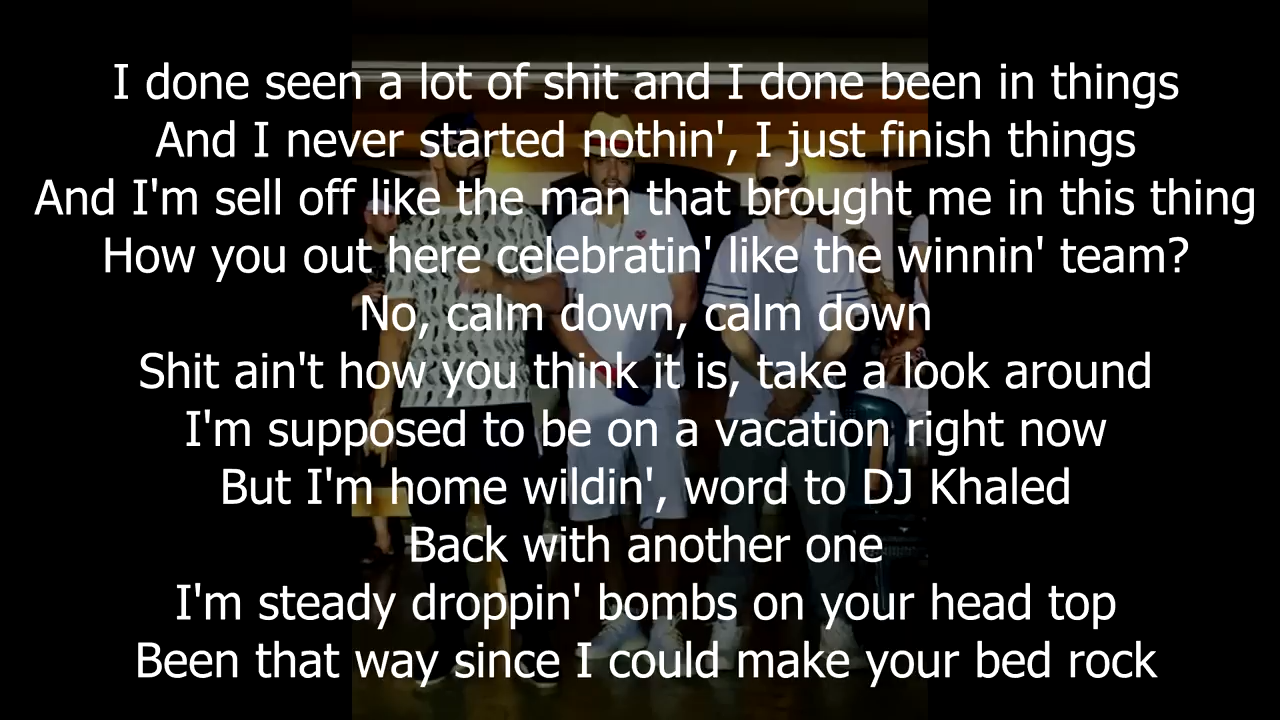 I done seen a lot of shit and I done been in things
And I never started nothin', I just finish things
And I'm sell off like the man that brought me in this thing
How you out here celebratin' like the winnin' team?
No, calm down, calm down
Shit ain't how you think it is, take a look around
I'm supposed to be on a vacation right now
But I'm home wildin', word to DJ Khaled
Back with another one
I'm steady droppin' bombs on your head top
Been that way since I could make your bed rock